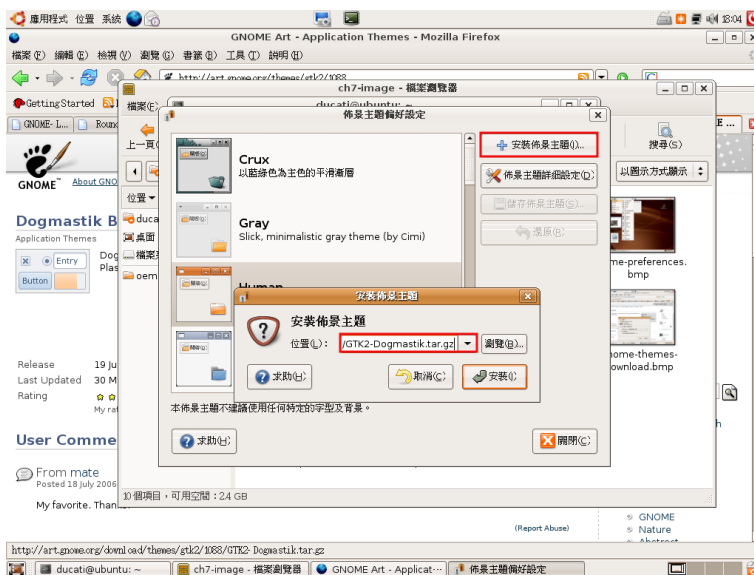 應用程式 位置 系統
18:04
GNOME Art - Application Themes - Mozilla Firefox
檔案(F) 編輯(E) 檢視(V) 瀏覽(G) 書籤(B) 工具(T) 說明(H)
http://art.gnome.org/themes/gtk2/1088
Getting Started
GNOME- L...
ch7-image - 檔案瀏覽器
檔案(F)
ducati@ubuntu: ~
上一頁
搜尋(S)
以圖示方式顯示
位置
桌面
oem
10 個項目，可用空間：2.4 GB
me-preferences.
bmp
ome-themes-
ownload.bmp
佈景主題偏好設定
Crux
以藍綠色為主色的平滑漸層
Gray
Slick, minimalistic gray theme (by Cimi)
Human
安裝佈景主題(I)...
佈景主題詳細設定(D)
儲存佈景主題(S)...
還原(R)
本佈景主題不建議使用任何特定的字型及背景。
求助(H)
關閉(C)
安裝佈景主題
安裝佈景主題
位置(L)：
/GTK2-Dogmastik.tar.gz
瀏覽(B)...
求助(H)
取消(C)
安裝(I)
GNOME™
About GNO
Dogmastik B
Application Themes
Entry
Button
Dog
Plas
Release 19 Ju
Last Updated 30 M
Rating
My rat
User Comme
From mate
Posted 18 July 2006
My favorite. Than
(Report Abuse)
GNOME
Nature
Abstract
http://art.gnome.org/download/themes/gtk2/1088/GTK2-Dogmastik.tar.gz
ducati@ubuntu: ~
ch7-image - 檔案瀏覽器
GNOME Art - Applicat…
佈景主題偏好設定